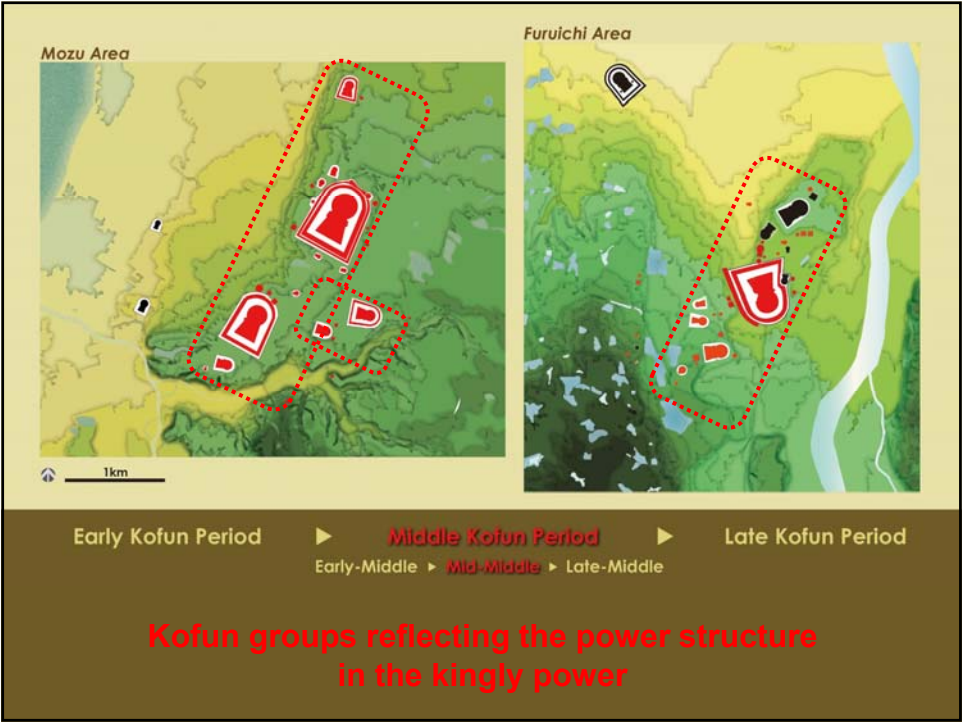 Mozu Area
Furuichi Area
1km
Early Kofun Period ▶ Middle Kofun Period ▶ Late Kofun Period
Early-Middle ▶ Mid-Middle ▶ Late-Middle
Kofun groups reflecting the power structure
in the kingly power